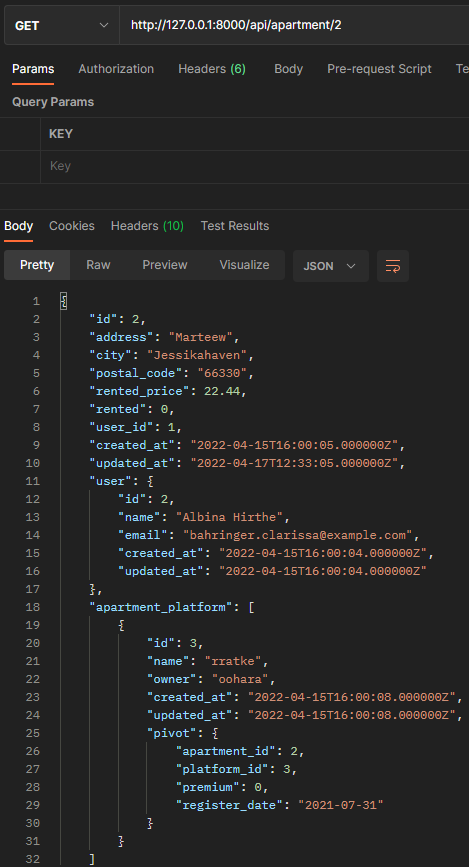 GET http://127.0.0.1:8000/api/apartment/2
Params Authorization Headers (6) Body Pre-request Script Te
Query Params
KEY
Key
Body Cookies Headers (10) Test Results
Pretty Raw Preview Visualize JSON
1 {
2 "id": 2,
3 "address": "Marteew",
4 "city": "Jessikahaven",
5 "postal_code": "66330",
6 "rented_price": 22.44,
7 "rented": 0,
8 "user_id": 1,
9 "created_at": "2022-04-15T16:00:05.000000Z",
10 "updated_at": "2022-04-17T12:33:05.000000Z",
11 "user": {
12 "id": 2,
13 "name": "Albina Hirthe",
14 "email": "bahringer.clarissa@example.com",
15 "created_at": "2022-04-15T16:00:04.000000Z",
16 "updated_at": "2022-04-15T16:00:04.000000Z"
17 },
18 "apartment_platform": [
19 {
20 "id": 3,
21 "name": "rratke",
22 "owner": "oohara",
23 "created_at": "2022-04-15T16:00:08.000000Z",
24 "updated_at": "2022-04-15T16:00:08.000000Z",
25 "pivot": {
26 "apartment_id": 2,
27 "platform_id": 3,
28 "premium": 0,
29 "register_date": "2021-07-31"
30 }
31 }
32 ]